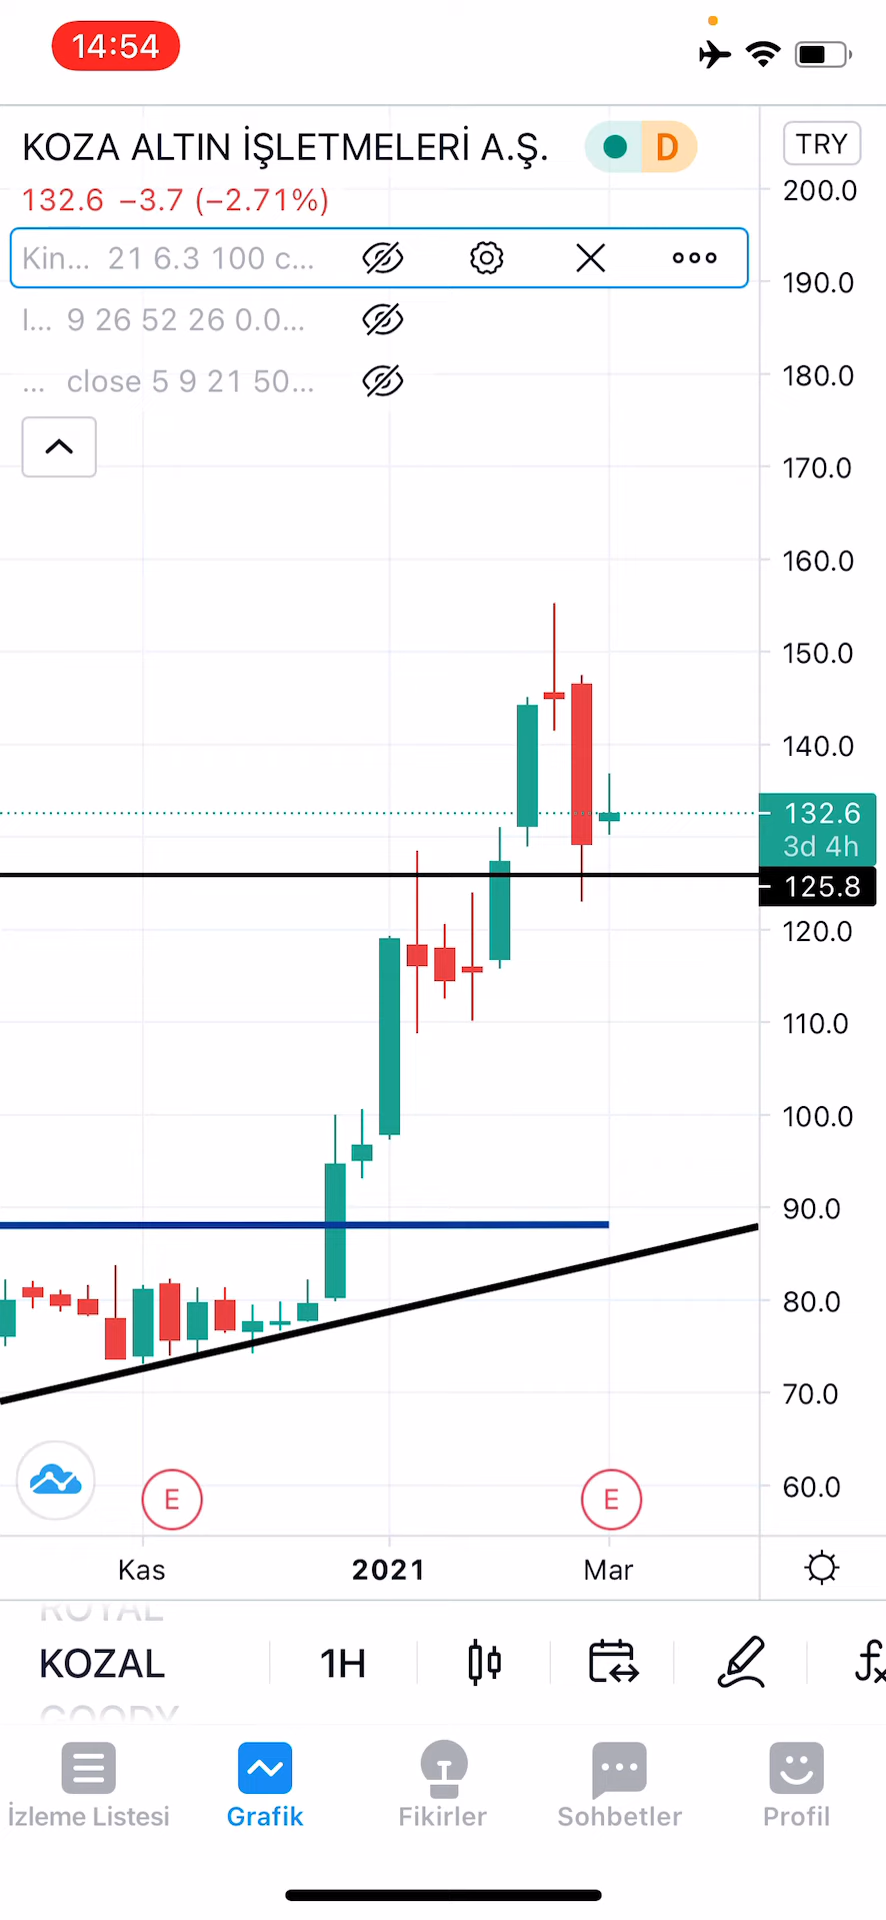 14:54
KOZA ALTIN İŞLETMELERİ A.Ş. D TRY
132.6 −3.7 (−2.71%)
Kin... 21 6.3 100 c...
I... 9 26 52 26 0.0...
... close 5 9 21 50...
200.0
190.0
180.0
170.0
160.0
150.0
140.0
132.6
3d 4h
125.8
120.0
110.0
100.0
90.0
80.0
70.0
60.0
E E
Kas 2021 Mar
ROYAL
KOZAL 1H
GOODY
İzleme Listesi Grafik Fikirler Sohbetler Profil